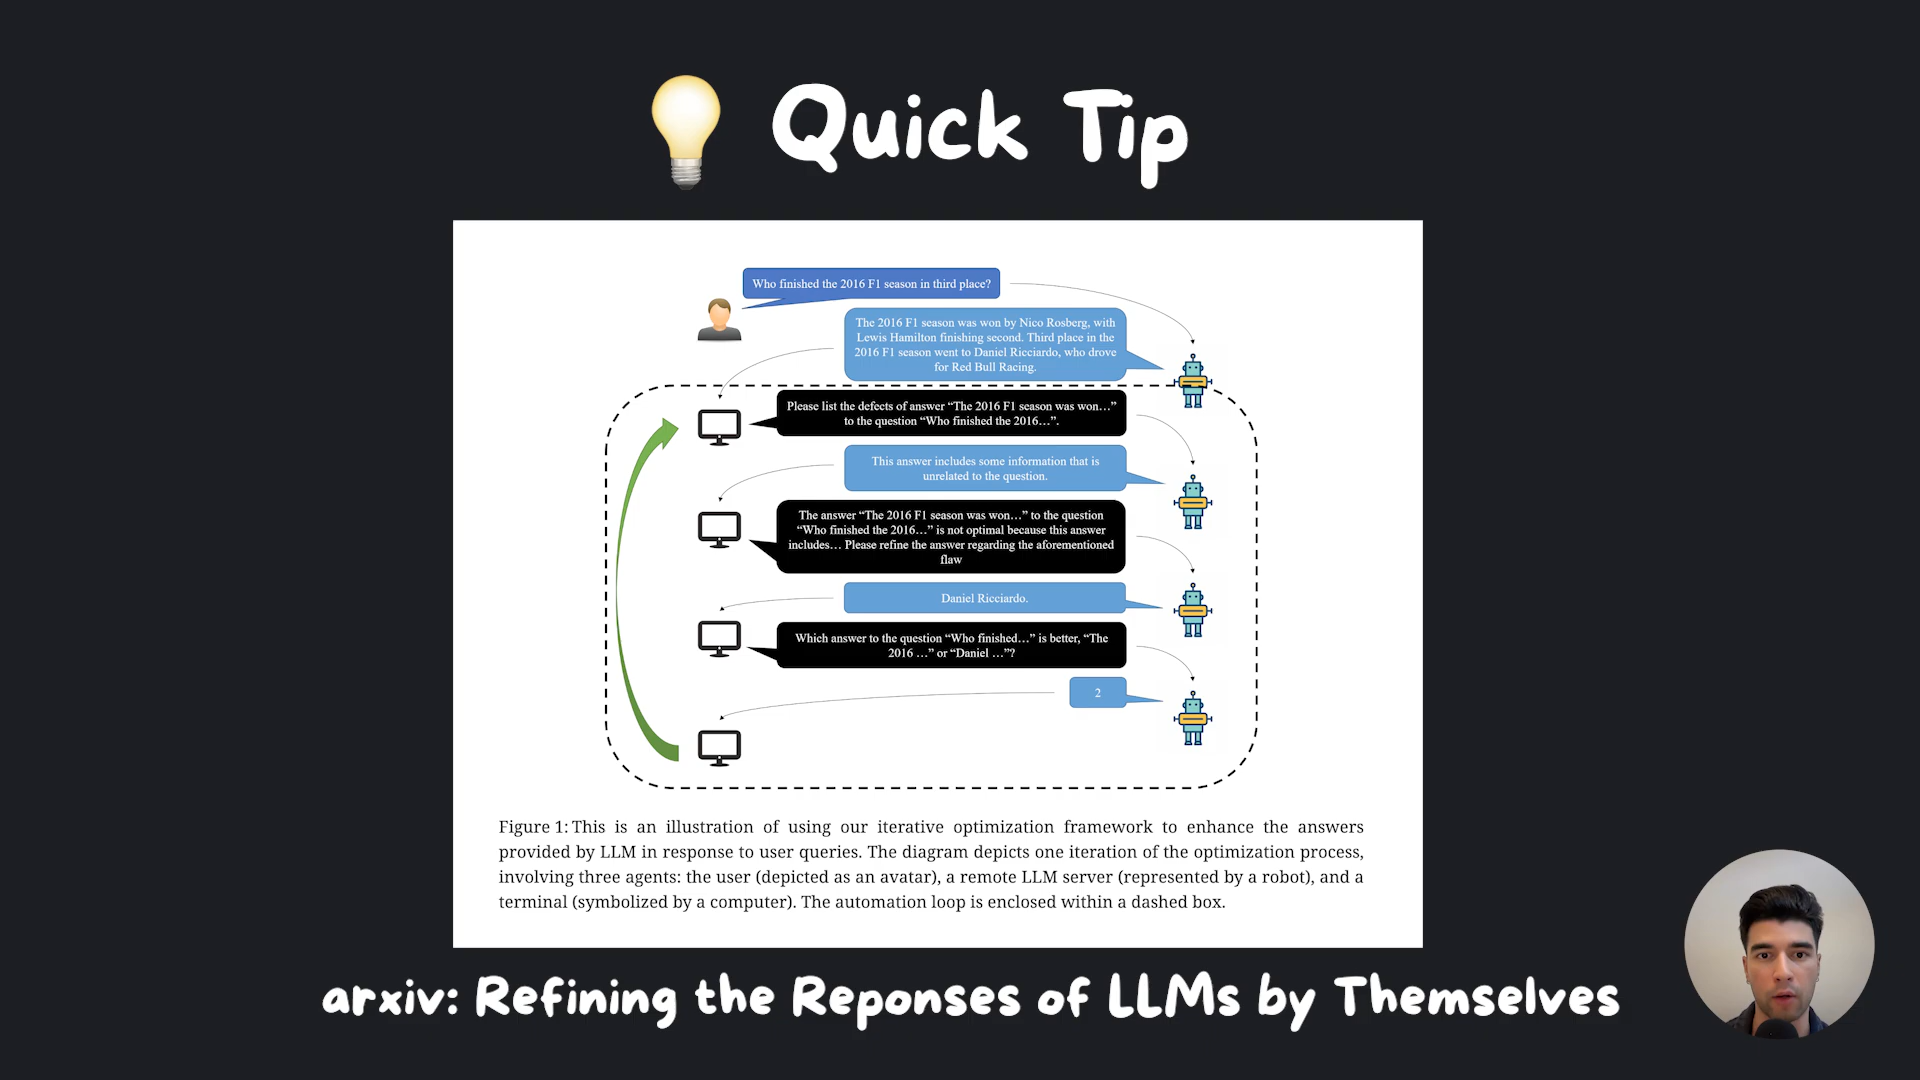 Quick Tip
Who finished the 2016 F1 season in third place?
The 2016 F1 season was won by Nico Rosberg, with
Lewis Hamilton finishing second. Third place in the
2016 F1 season went to Daniel Ricciardo, who drove
for Red Bull Racing.
Please list the defects of answer “The 2016 F1 season was won…”
to the question “Who finished the 2016…”.
This answer includes some information that is
unrelated to the question.
The answer “The 2016 F1 season was won…” to the question
“Who finished the 2016…” is not optimal because this answer
includes… Please refine the answer regarding the aforementioned
flaw
Daniel Ricciardo.
Which answer to the question “Who finished…” is better, “The
2016 …” or “Daniel …”?
2
Figure 1: This is an illustration of using our iterative optimization framework to enhance the answers
provided by LLM in response to user queries. The diagram depicts one iteration of the optimization process,
involving three agents: the user (depicted as an avatar), a remote LLM server (represented by a robot), and a
terminal (symbolized by a computer). The automation loop is enclosed within a dashed box.
arxiv: Refining the Reponses of LLMs by Themselves